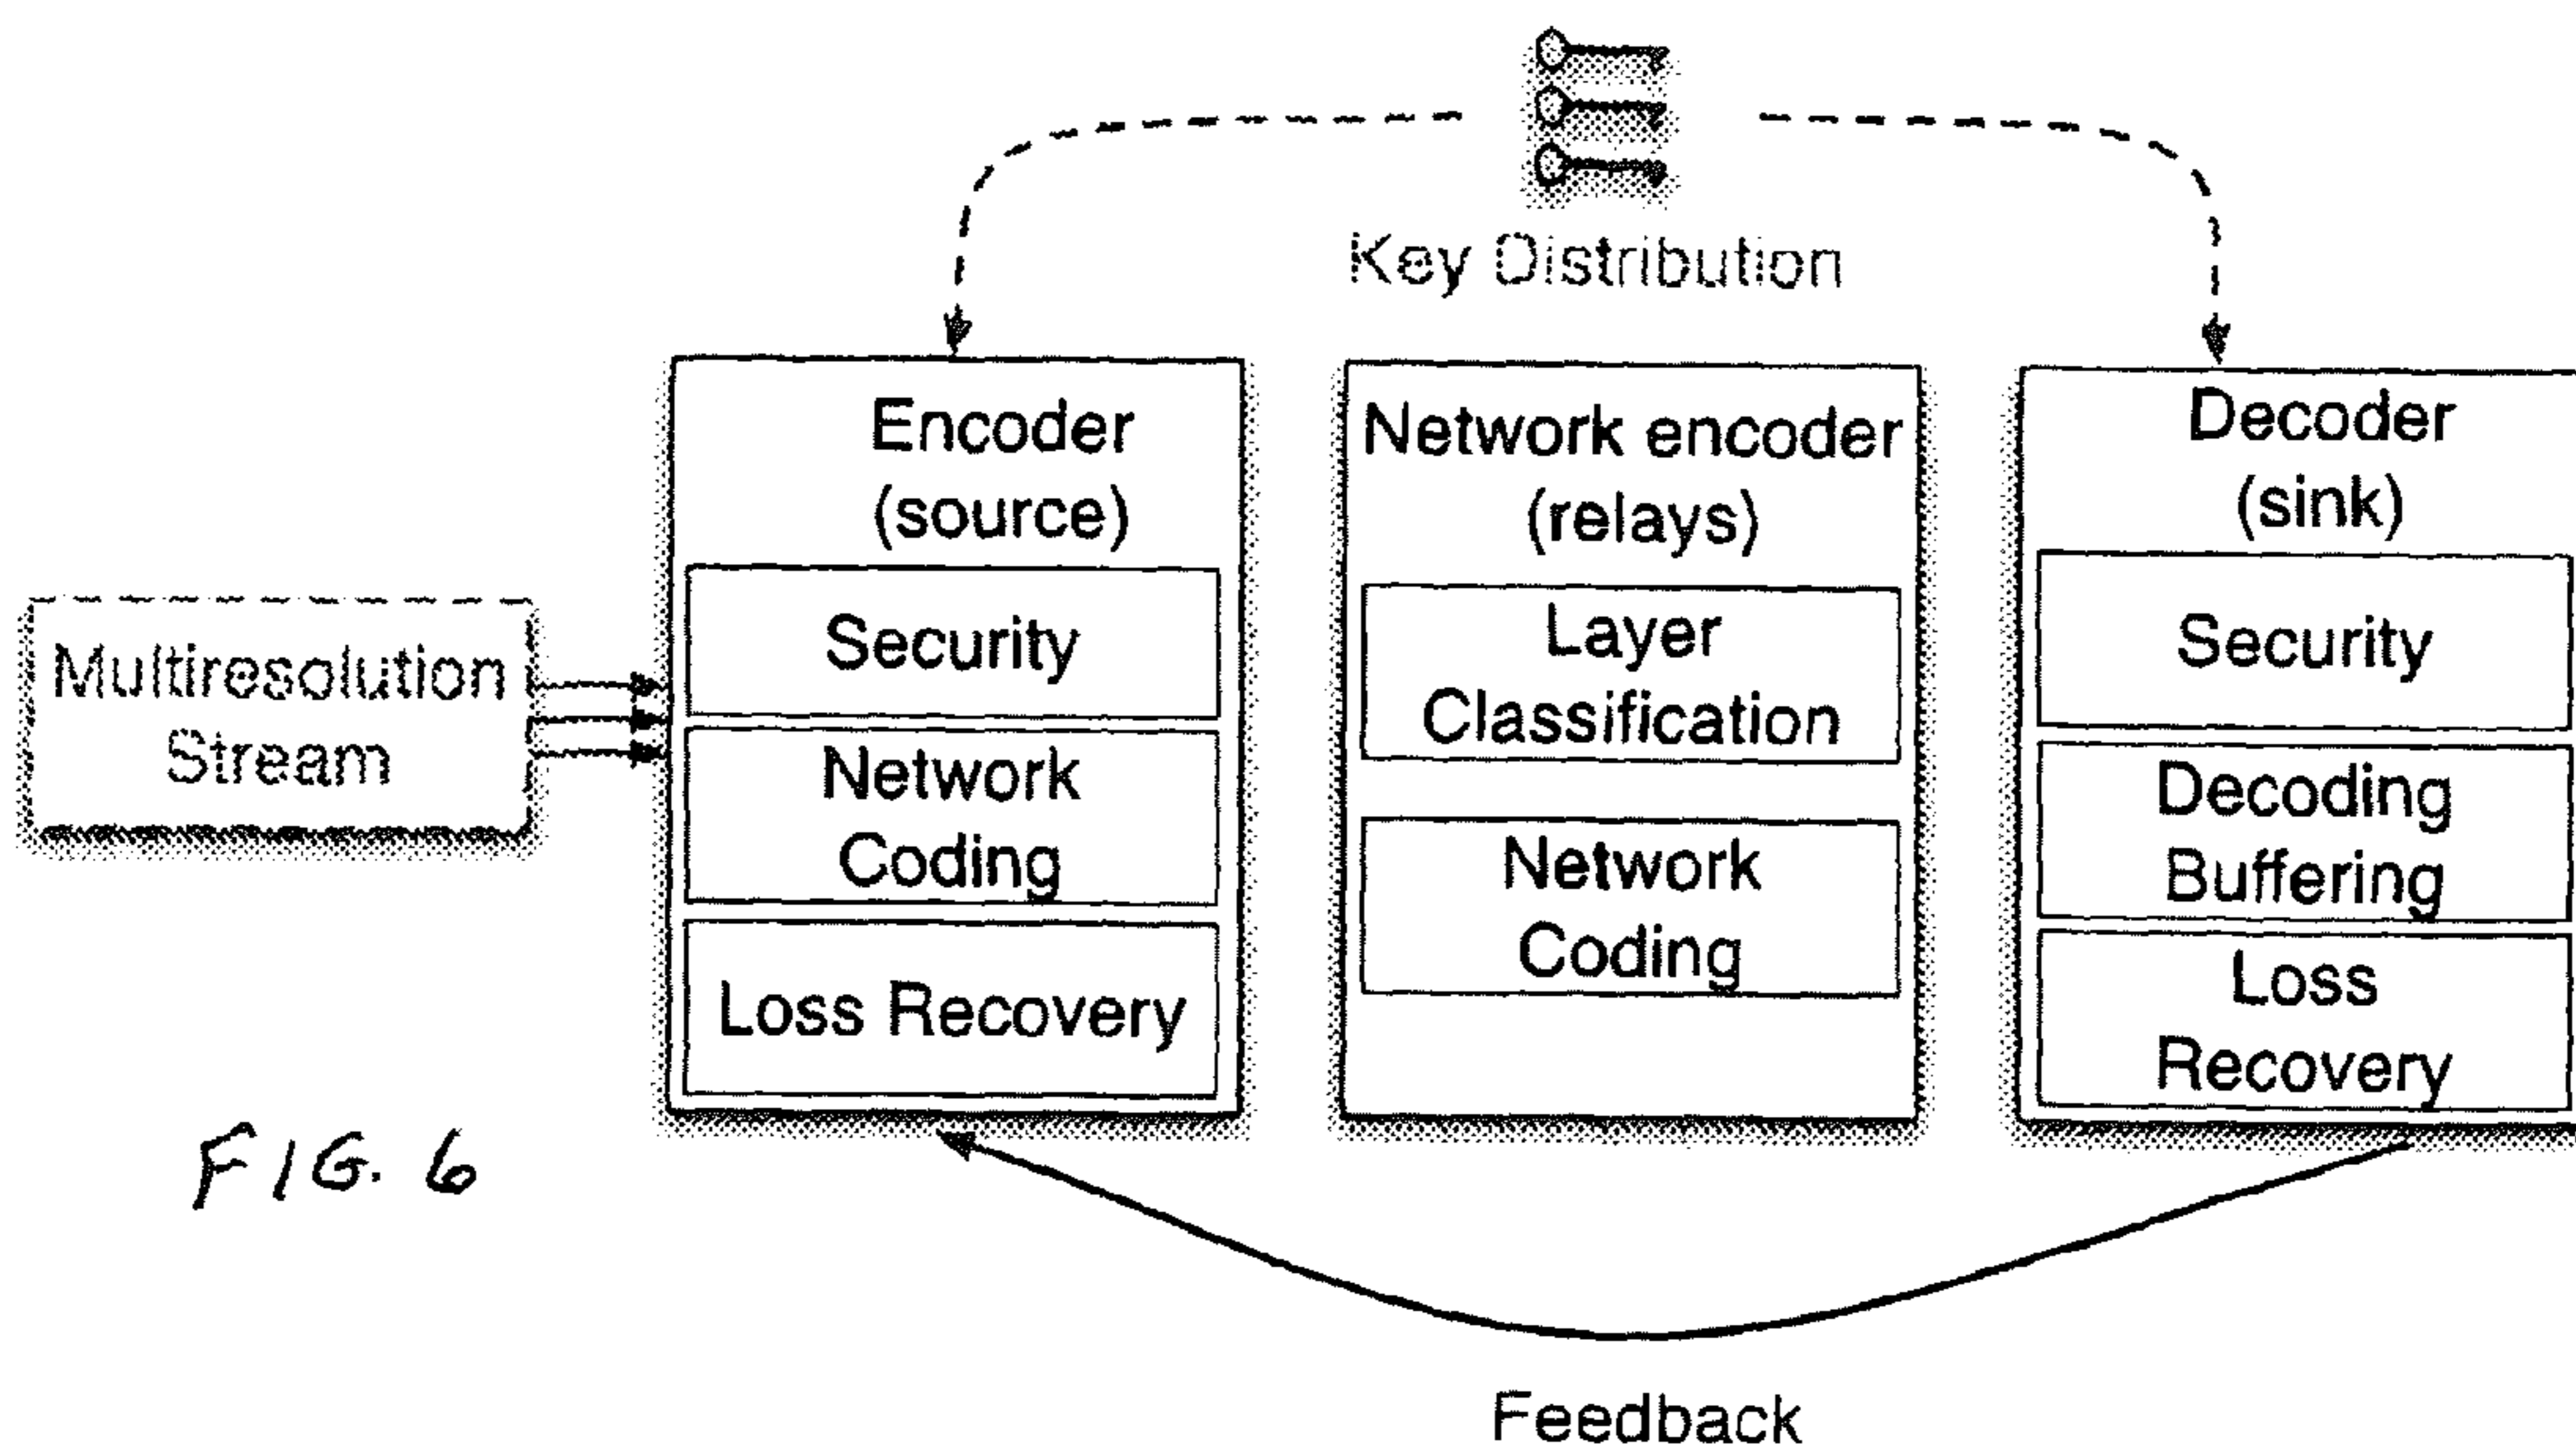 Key Distribution
Multiresolution
Stream
Encoder
(source)
Security
Network
Coding
Loss Recovery
Network encoder
(relays)
Layer
Classification
Network
Coding
Decoder
(sink)
Security
Decoding
Buffering
Loss
Recovery
FIG. 6
Feedback